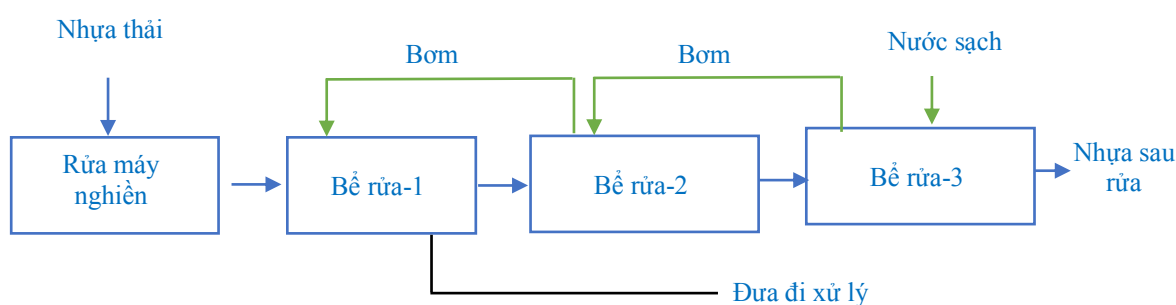 Nhựa thải
Bơm
Bơm
Nước sạch
Rửa máy
nghiền
Bể rửa-1
Bể rửa-2
Bể rửa-3
Nhựa sau
rửa
Đưa đi xử lý